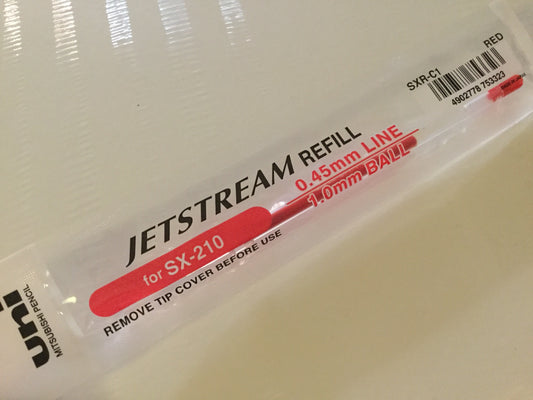 SXR-C1
RED
4902778 753323
JETSTREAM REFILL
0.45mm LINE
1.0mm BALL
for SX-210
REMOVE TIP COVER BEFORE USE
uni
MITSUBISHI PENCIL